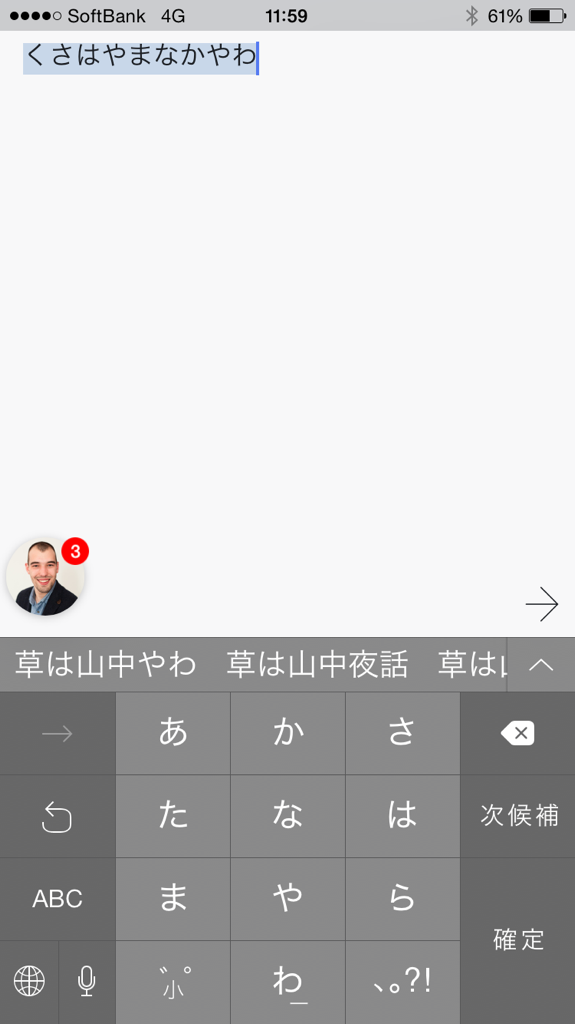 SoftBank 4G 11:59 61%
くさはやまなかやわ
3
草は山中やわ 草は山中夜話 草は
→ あ か さ
た な は 次候補
ABC ま や ら 確定
゛゜小 わ_ 、。?!